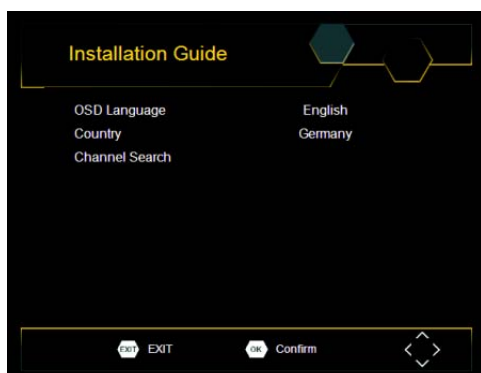 Installation Guide
OSD Language English
Country Germany
Channel Search
EXIT EXIT OK Confirm